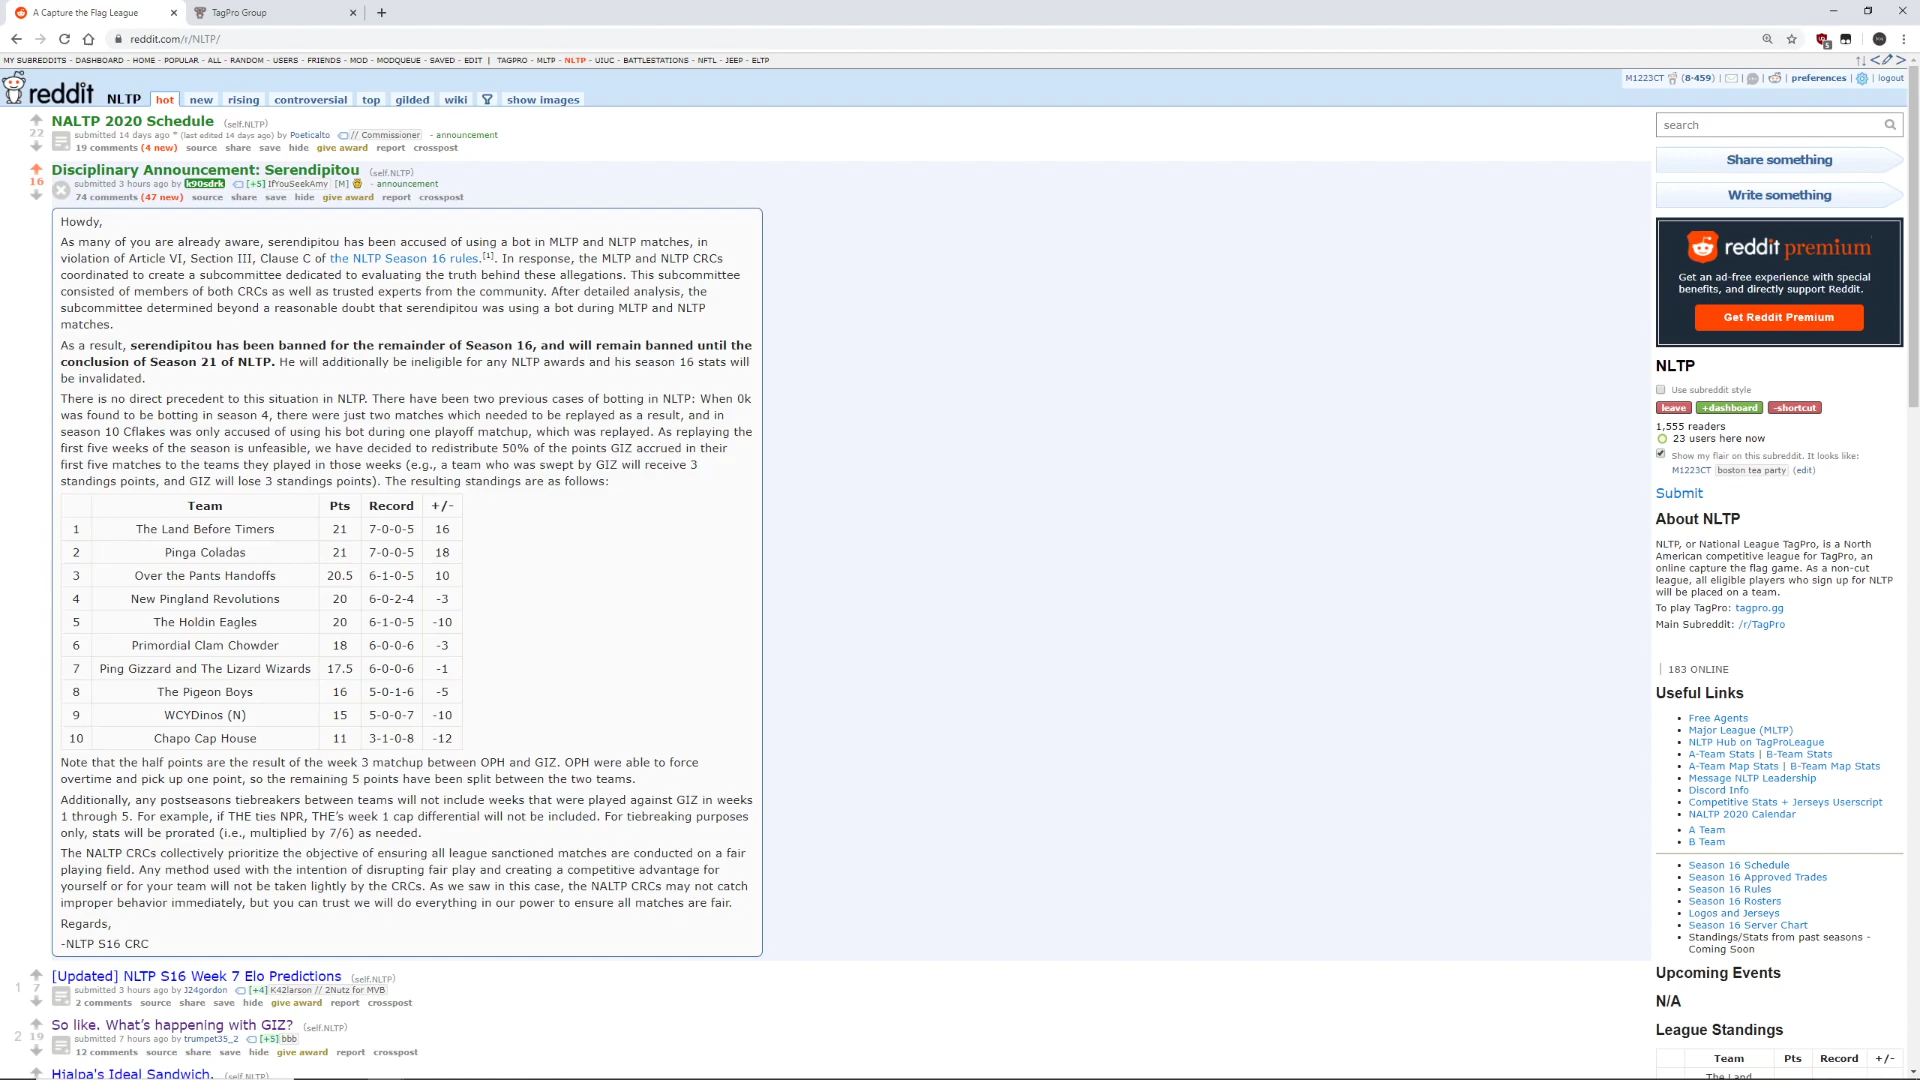 A Capture the Flag League
TagPro Group
reddit.com/r/NLTP/
MY SUBREDDITS - DASHBOARD - HOME - POPULAR - ALL - RANDOM - USERS - FRIENDS - MOD - MODQUEUE - SAVED - EDIT | TAGPRO - MLTP - NLTP - UIUC - BATTLESTATIONS - NFTL - JEEP - ELTP
M1223CT (8-459) | | | | preferences | | logout
reddit NLTP hot new rising controversial top gilded wiki show images
22
NALTP 2020 Schedule (self.NLTP)
submitted 14 days ago * (last edited 14 days ago) by Poeticalto // Commissioner - announcement
19 comments (4 new) source share save hide give award report crosspost
16
Disciplinary Announcement: Serendipitou (self.NLTP)
submitted 3 hours ago by k90sdrk [+5] IfYouSeekAmy [M] - announcement
74 comments (47 new) source share save hide give award report crosspost
Howdy,
As many of you are already aware, serendipitou has been accused of using a bot in MLTP and NLTP matches, in
violation of Article VI, Section III, Clause C of the NLTP Season 16 rules.[1]. In response, the MLTP and NLTP CRCs
coordinated to create a subcommittee dedicated to evaluating the truth behind these allegations. This subcommittee
consisted of members of both CRCs as well as trusted experts from the community. After detailed analysis, the
subcommittee determined beyond a reasonable doubt that serendipitou was using a bot during MLTP and NLTP
matches.
As a result, serendipitou has been banned for the remainder of Season 16, and will remain banned until the
conclusion of Season 21 of NLTP. He will additionally be ineligible for any NLTP awards and his season 16 stats will
be invalidated.
There is no direct precedent to this situation in NLTP. There have been two previous cases of botting in NLTP: When 0k
was found to be botting in season 4, there were just two matches which needed to be replayed as a result, and in
season 10 Cflakes was only accused of using his bot during one playoff matchup, which was replayed. As replaying the
first five weeks of the season is unfeasible, we have decided to redistribute 50% of the points GIZ accrued in their
first five matches to the teams they played in those weeks (e.g., a team who was swept by GIZ will receive 3
standings points, and GIZ will lose 3 standings points). The resulting standings are as follows:
Team Pts Record +/-
1 The Land Before Timers 21 7-0-0-5 16
2 Pinga Coladas 21 7-0-0-5 18
3 Over the Pants Handoffs 20.5 6-1-0-5 10
4 New Pingland Revolutions 20 6-0-2-4 -3
5 The Holdin Eagles 20 6-1-0-5 -10
6 Primordial Clam Chowder 18 6-0-0-6 -3
7 Ping Gizzard and The Lizard Wizards 17.5 6-0-0-6 -1
8 The Pigeon Boys 16 5-0-1-6 -5
9 WCYDinos (N) 15 5-0-0-7 -10
10 Chapo Cap House 11 3-1-0-8 -12
Note that the half points are the result of the week 3 matchup between OPH and GIZ. OPH were able to force
overtime and pick up one point, so the remaining 5 points have been split between the two teams.
Additionally, any postseasons tiebreakers between teams will not include weeks that were played against GIZ in weeks
1 through 5. For example, if THE ties NPR, THE's week 1 cap differential will not be included. For tiebreaking purposes
only, stats will be prorated (i.e., multiplied by 7/6) as needed.
The NALTP CRCs collectively prioritize the objective of ensuring all league sanctioned matches are conducted on a fair
playing field. Any method used with the intention of disrupting fair play and creating a competitive advantage for
yourself or for your team will not be taken lightly by the CRCs. As we saw in this case, the NALTP CRCs may not catch
improper behavior immediately, but you can trust we will do everything in our power to ensure all matches are fair.
Regards,
-NLTP S16 CRC
1 7
[Updated] NLTP S16 Week 7 Elo Predictions (self.NLTP)
submitted 3 hours ago by J24gordon [+4] K42larson // 2Nutz for MVB
2 comments source share save hide give award report crosspost
2 19
So like. What's happening with GIZ? (self.NLTP)
submitted 7 hours ago by trumpet35_2 [+5] bbb
12 comments source share save hide give award report crosspost
Hjalpa's Ideal Sandwich. (self.NLTP)
search
Share something
Write something
reddit premium
Get an ad-free experience with special
benefits, and directly support Reddit.
Get Reddit Premium
NLTP
Use subreddit style
leave +dashboard -shortcut
1,555 readers
23 users here now
Show my flair on this subreddit. It looks like:
M1223CT boston tea party (edit)
Submit
About NLTP
NLTP, or National League TagPro, is a North
American competitive league for TagPro, an
online capture the flag game. As a non-cut
league, all eligible players who sign up for NLTP
will be placed on a team.
To play TagPro: tagpro.gg
Main Subreddit: /r/TagPro
183 ONLINE
Useful Links
Free Agents
Major League (MLTP)
NLTP Hub on TagProLeague
A-Team Stats | B-Team Stats
A-Team Map Stats | B-Team Map Stats
Message NLTP Leadership
Discord Info
Competitive Stats + Jerseys Userscript
NALTP 2020 Calendar
A Team
B Team
Season 16 Schedule
Season 16 Approved Trades
Season 16 Rules
Season 16 Rosters
Logos and Jerseys
Season 16 Server Chart
Standings/Stats from past seasons -
Coming Soon
Upcoming Events
N/A
League Standings
Team Pts Record +/-
The Land